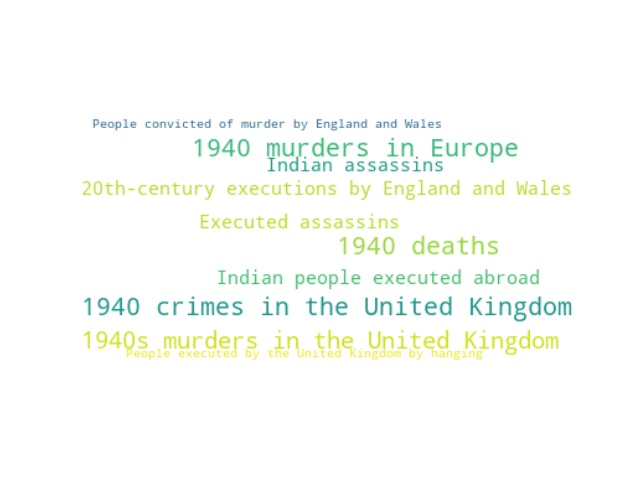 People convicted of murder by England and Wales
1940 murders in Europe
Indian assassins
20th-century executions by England and Wales
Executed assassins
1940 deaths
Indian people executed abroad
1940 crimes in the United Kingdom
1940s murders in the United Kingdom
People executed by the United Kingdom by hanging